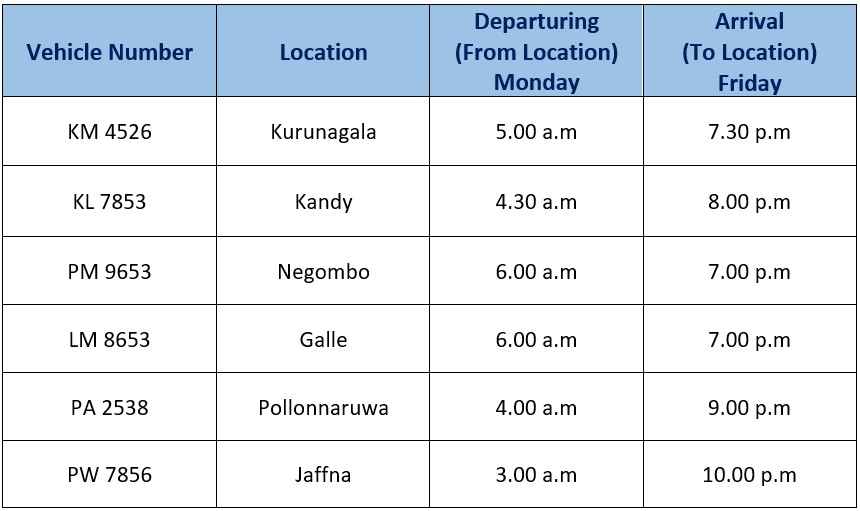 Vehicle Number
Location
Departuring
(From Location)
Monday
Arrival
(To Location)
Friday
KM 4526 Kurunagala 5.00 a.m 7.30 p.m
KL 7853 Kandy 4.30 a.m 8.00 p.m
PM 9653 Negombo 6.00 a.m 7.00 p.m
LM 8653 Galle 6.00 a.m 7.00 p.m
PA 2538 Pollonnaruwa 4.00 a.m 9.00 p.m
PW 7856 Jaffna 3.00 a.m 10.00 p.m